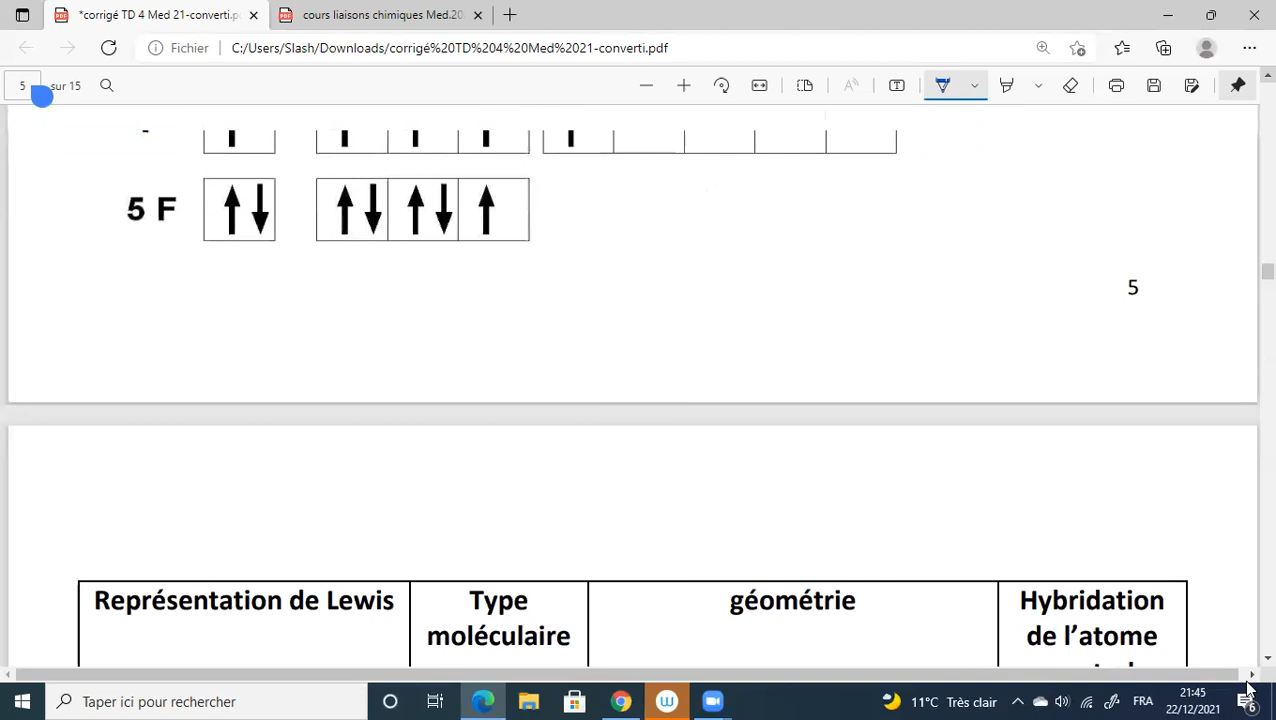 *corrigé TD 4 Med 21-converti.p
cours liaisons chimiques Med.20
Fichier
C:/Users/Slash/Downloads/corrigé%20TD%204%20Med%2021-converti.pdf
5 sur 15
5 F
5
Représentation de Lewis
Type
moléculaire
géométrie
Hybridation
de l’atome
Taper ici pour rechercher
11°C Très clair
FRA
21:45
22/12/2021
6